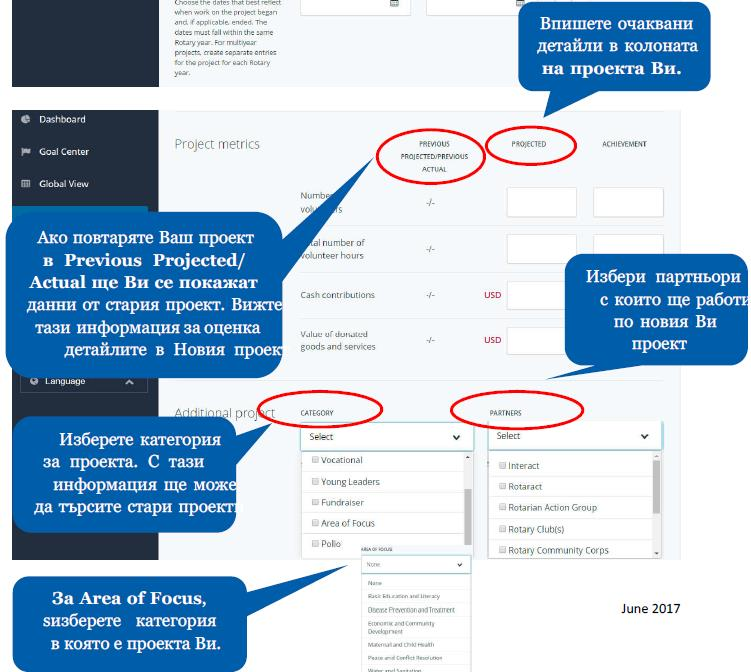 Choose the dates that best reflect
when work on the project began
and, if applicable, ended. The
dates must fall within the same
Rotary year. For multiyear
projects, create separate entries
for the project for each Rotary
year.
Впишете очаквани
детайли в колоната
на проекта Ви.
Dashboard
Goal Center
Global View
Project metrics
PREVIOUS
PROJECTED/PREVIOUS
ACTUAL
PROJECTED
ACHIEVEMENT
-/-
volunteer hours
-/-
Cash contributions
-/-
USD
Value of donated
goods and services
-/-
USD
Ако повтаряте Ваш проект
в Previous Projected/
Actual ще Ви се покажат
данни от стария проект. Вижте
тази информация за оценка
детайлите в Новия проек
Избери партньори
с които ще работи
по новия Ви
проект
Language
Additional project
CATEGORY
Select
Vocational
Young Leaders
Fundraiser
Area of Focus
Polio
PARTNERS
Select
Interact
Rotaract
Rotarian Action Group
Rotary Club(s)
Rotary Community Corps
Изберете категория
за проекта. С тази
информация ще може
да търсите стари проекти
AREA OF FOCUS
None
None
Basic Education and Literacy
Disease Prevention and Treatment
Economic and Community
Development
Maternal and Child Health
Peace and Conflict Resolution
Water and Sanitation
За Area of Focus,
ѕизберете категория
в която е проекта Ви.
June 2017